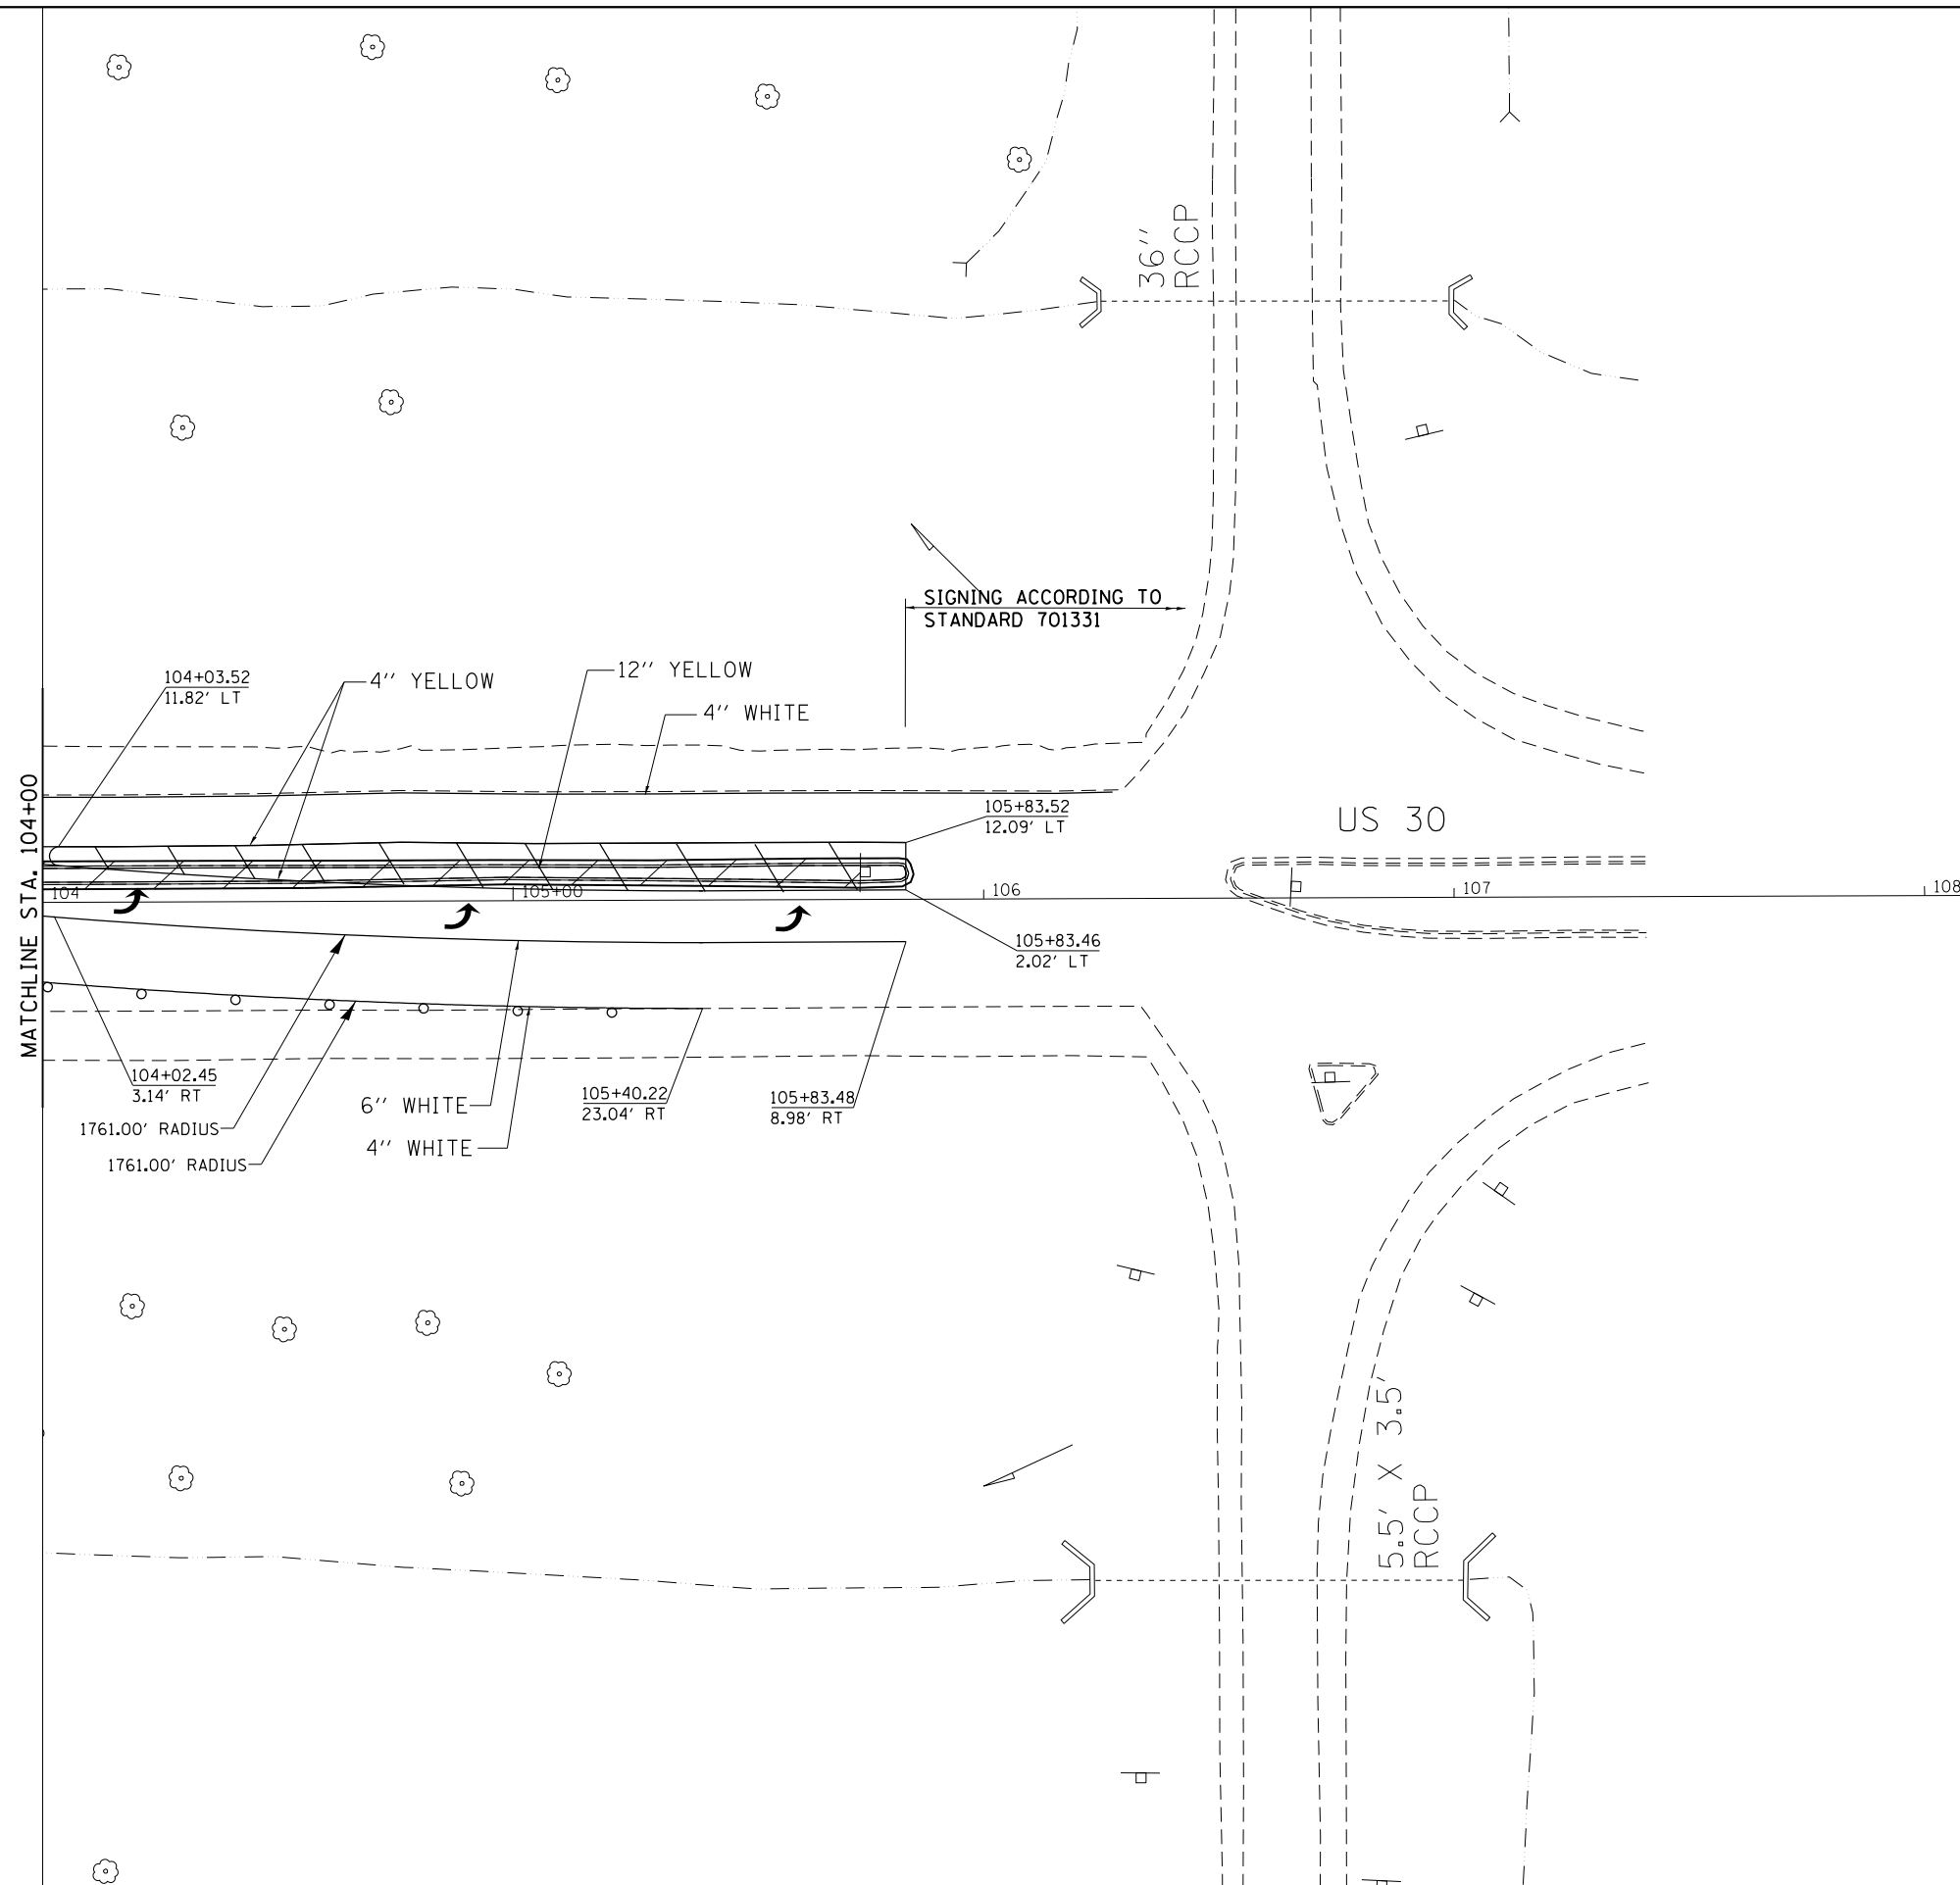 36'' 
RCCP
SIGNING ACCORDING TO
STANDARD 701331
104+03.52
11.82' LT
4'' YELLOW
12'' YELLOW
4'' WHITE
105+83.52
12.09' LT
US 30
MATCHLINE STA. 104+00
104
105+00
106
107
108
105+83.46
2.02' LT
104+02.45
3.14' RT
1761.00' RADIUS
1761.00' RADIUS
6'' WHITE
4'' WHITE
105+40.22
23.04' RT
105+83.48
8.98' RT
5.5' X 3.5'
RCCP